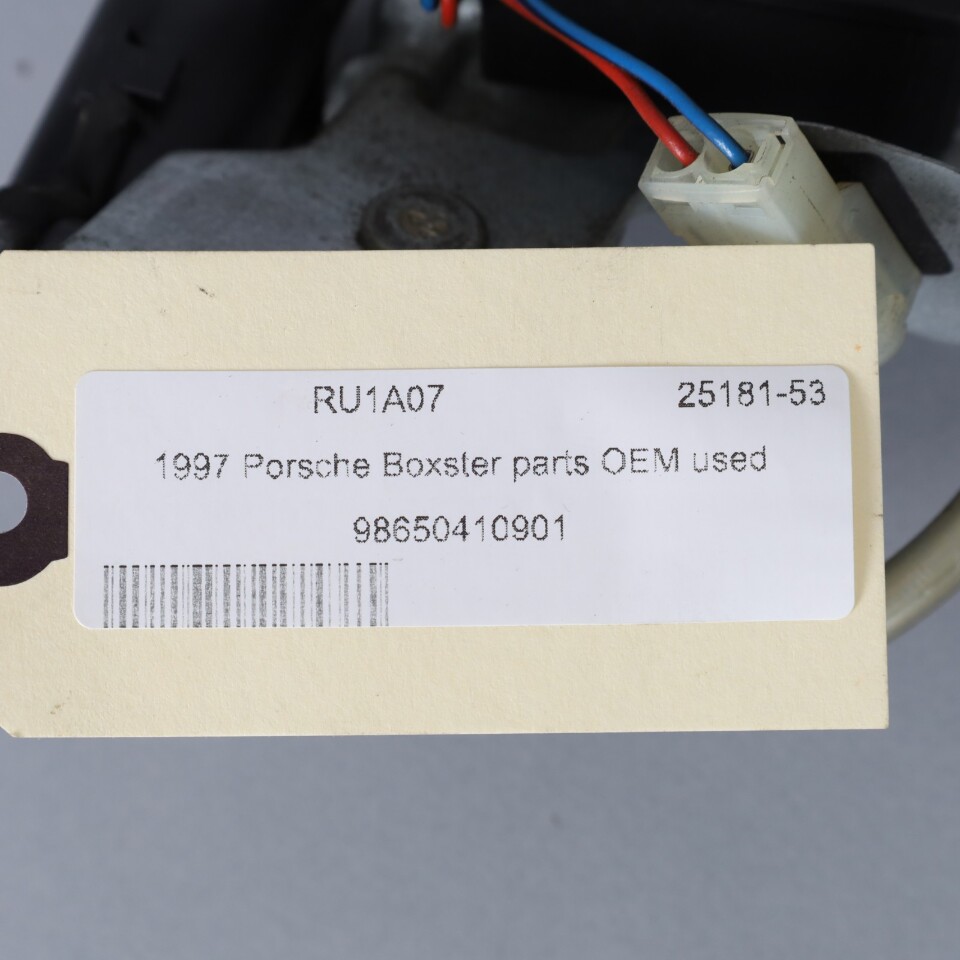 RU1A07 25181-53
1997 Porsche Boxster parts OEM used
98650410901